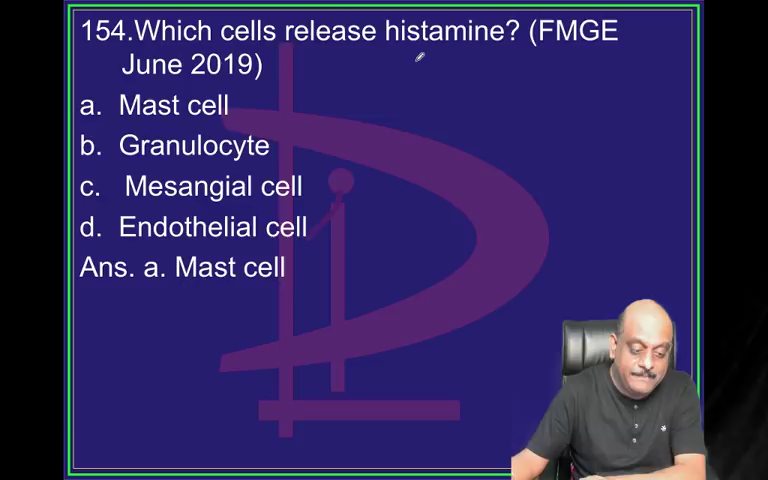 154.Which cells release histamine? (FMGE
June 2019)
a. Mast cell
b. Granulocyte
c. Mesangial cell
d. Endothelial cell
Ans. a. Mast cell